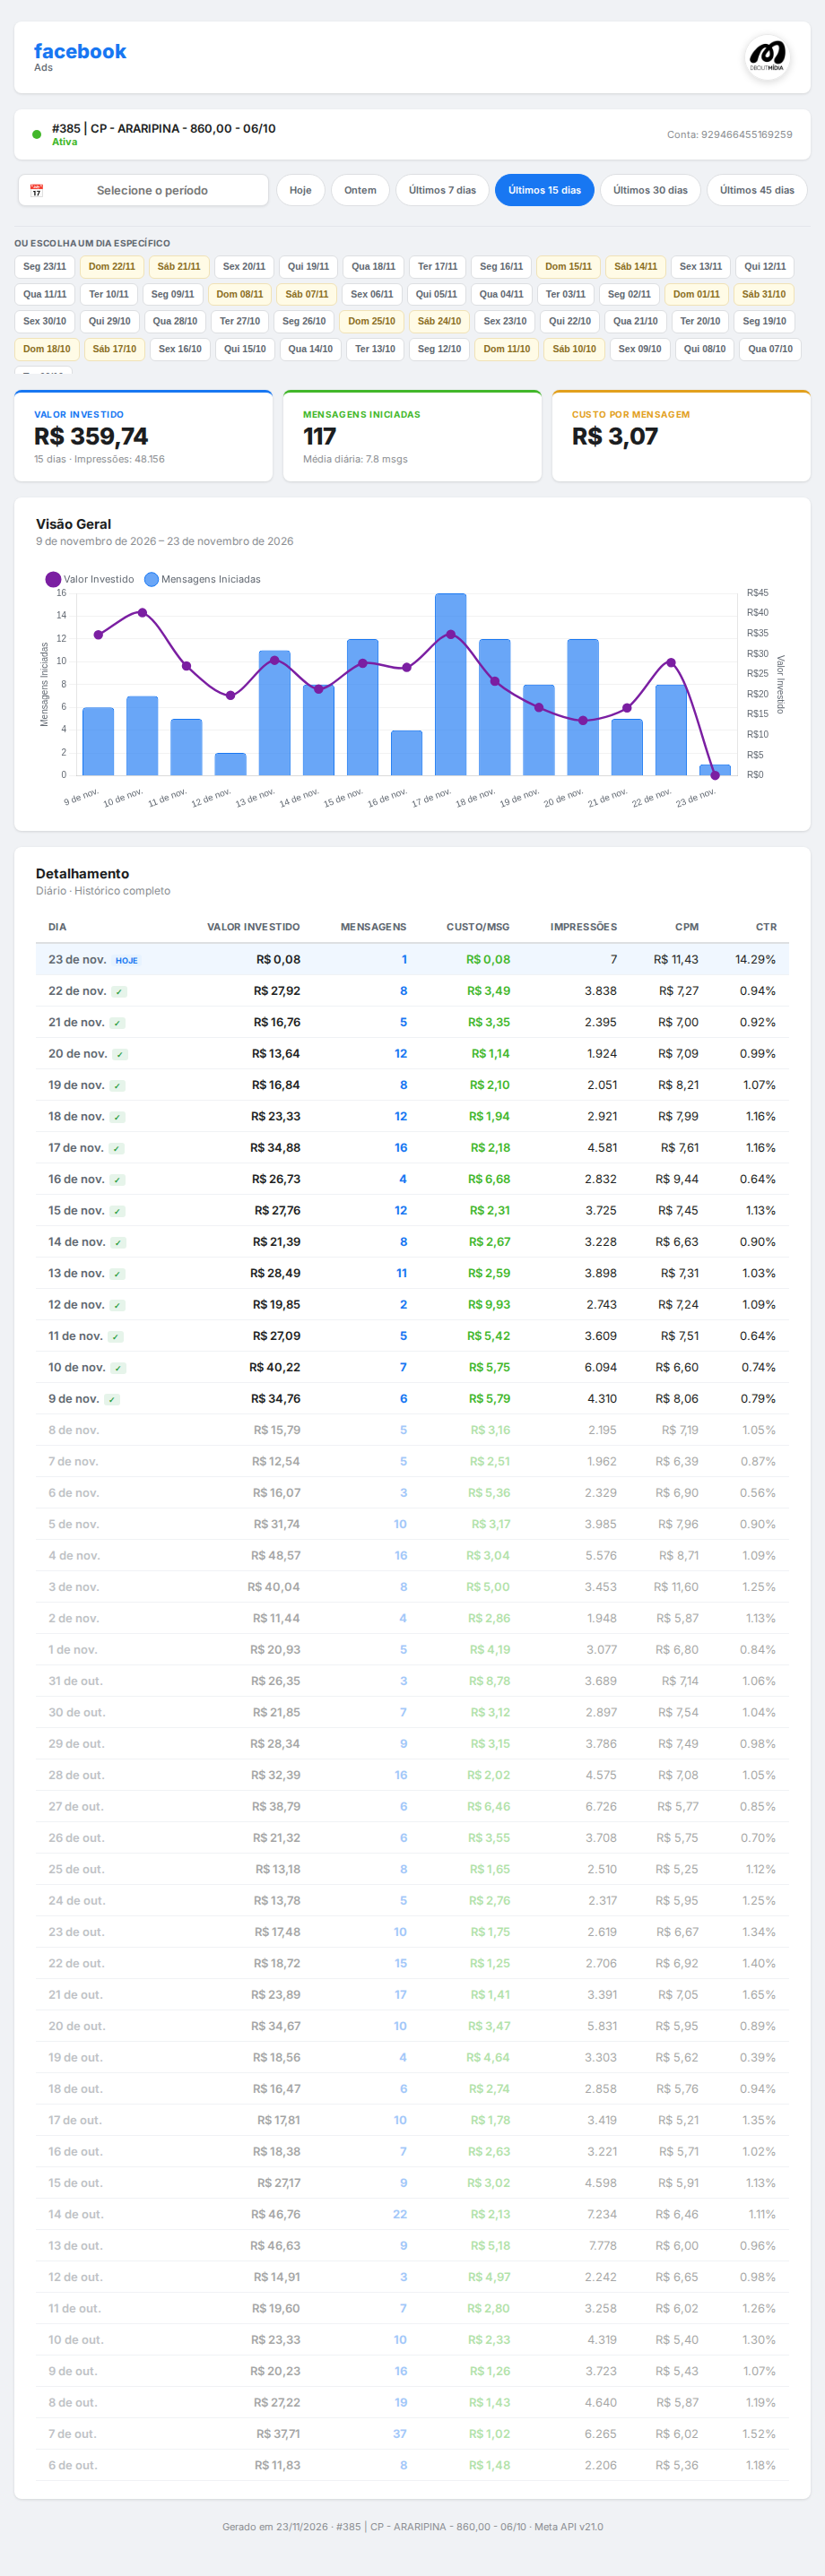 facebook
Ads
ABOUTMÍDIA
#385 | CP - ARARIPINA - 860,00 - 06/10
Ativa
Conta: 929466455169259
Selecione o período
Hoje
Ontem
Últimos 7 dias
Últimos 15 dias
Últimos 30 dias
Últimos 45 dias
OU ESCOLHA UM DIA ESPECÍFICO
Seg 23/11 Dom 22/11 Sáb 21/11 Sex 20/11 Qui 19/11 Qua 18/11 Ter 17/11 Seg 16/11 Dom 15/11 Sáb 14/11 Sex 13/11 Qui 12/11
Qua 11/11 Ter 10/11 Seg 09/11 Dom 08/11 Sáb 07/11 Sex 06/11 Qui 05/11 Qua 04/11 Ter 03/11 Seg 02/11 Dom 01/11 Sáb 31/10
Sex 30/10 Qui 29/10 Qua 28/10 Ter 27/10 Seg 26/10 Dom 25/10 Sáb 24/10 Sex 23/10 Qui 22/10 Qua 21/10 Ter 20/10 Seg 19/10
Dom 18/10 Sáb 17/10 Sex 16/10 Qui 15/10 Qua 14/10 Ter 13/10 Seg 12/10 Dom 11/10 Sáb 10/10 Sex 09/10 Qui 08/10 Qua 07/10
VALOR INVESTIDO
R$ 359,74
15 dias · Impressões: 48.156
MENSAGENS INICIADAS
117
Média diária: 7.8 msgs
CUSTO POR MENSAGEM
R$ 3,07
Visão Geral
9 de novembro de 2026 – 23 de novembro de 2026
Valor Investido
Mensagens Iniciadas
Mensagens Iniciadas
16
14
12
10
8
6
4
2
0
R$45
R$40
R$35
R$30
R$25
R$20
R$15
R$10
R$5
R$0
Valor Investido
9 de nov. 10 de nov. 11 de nov. 12 de nov. 13 de nov. 14 de nov. 15 de nov. 16 de nov. 17 de nov. 18 de nov. 19 de nov. 20 de nov. 21 de nov. 22 de nov. 23 de nov.
Detalhamento
Diário · Histórico completo
DIA VALOR INVESTIDO MENSAGENS CUSTO/MSG IMPRESSÕES CPM CTR
23 de nov. HOJE R$ 0,08 1 R$ 0,08 7 R$ 11,43 14.29%
22 de nov. ✓ R$ 27,92 8 R$ 3,49 3.838 R$ 7,27 0.94%
21 de nov. ✓ R$ 16,76 5 R$ 3,35 2.395 R$ 7,00 0.92%
20 de nov. ✓ R$ 13,64 12 R$ 1,14 1.924 R$ 7,09 0.99%
19 de nov. ✓ R$ 16,84 8 R$ 2,10 2.051 R$ 8,21 1.07%
18 de nov. ✓ R$ 23,33 12 R$ 1,94 2.921 R$ 7,99 1.16%
17 de nov. ✓ R$ 34,88 16 R$ 2,18 4.581 R$ 7,61 1.16%
16 de nov. ✓ R$ 26,73 4 R$ 6,68 2.832 R$ 9,44 0.64%
15 de nov. ✓ R$ 27,76 12 R$ 2,31 3.725 R$ 7,45 1.13%
14 de nov. ✓ R$ 21,39 8 R$ 2,67 3.228 R$ 6,63 0.90%
13 de nov. ✓ R$ 28,49 11 R$ 2,59 3.898 R$ 7,31 1.03%
12 de nov. ✓ R$ 19,85 2 R$ 9,93 2.743 R$ 7,24 1.09%
11 de nov. ✓ R$ 27,09 5 R$ 5,42 3.609 R$ 7,51 0.64%
10 de nov. ✓ R$ 40,22 7 R$ 5,75 6.094 R$ 6,60 0.74%
9 de nov. ✓ R$ 34,76 6 R$ 5,79 4.310 R$ 8,06 0.79%
8 de nov. R$ 15,79 5 R$ 3,16 2.195 R$ 7,19 1.05%
7 de nov. R$ 12,54 5 R$ 2,51 1.962 R$ 6,39 0.87%
6 de nov. R$ 16,07 3 R$ 5,36 2.329 R$ 6,90 0.56%
5 de nov. R$ 31,74 10 R$ 3,17 3.985 R$ 7,96 0.90%
4 de nov. R$ 48,57 16 R$ 3,04 5.576 R$ 8,71 1.09%
3 de nov. R$ 40,04 8 R$ 5,00 3.453 R$ 11,60 1.25%
2 de nov. R$ 11,44 4 R$ 2,86 1.948 R$ 5,87 1.13%
1 de nov. R$ 20,93 5 R$ 4,19 3.077 R$ 6,80 0.84%
31 de out. R$ 26,35 3 R$ 8,78 3.689 R$ 7,14 1.06%
30 de out. R$ 21,85 7 R$ 3,12 2.897 R$ 7,54 1.04%
29 de out. R$ 28,34 9 R$ 3,15 3.786 R$ 7,49 0.98%
28 de out. R$ 32,39 16 R$ 2,02 4.575 R$ 7,08 1.05%
27 de out. R$ 38,79 6 R$ 6,46 6.726 R$ 5,77 0.85%
26 de out. R$ 21,32 6 R$ 3,55 3.708 R$ 5,75 0.70%
25 de out. R$ 13,18 8 R$ 1,65 2.510 R$ 5,25 1.12%
24 de out. R$ 13,78 5 R$ 2,76 2.317 R$ 5,95 1.25%
23 de out. R$ 17,48 10 R$ 1,75 2.619 R$ 6,67 1.34%
22 de out. R$ 18,72 15 R$ 1,25 2.706 R$ 6,92 1.40%
21 de out. R$ 23,89 17 R$ 1,41 3.391 R$ 7,05 1.65%
20 de out. R$ 34,67 10 R$ 3,47 5.831 R$ 5,95 0.89%
19 de out. R$ 18,56 4 R$ 4,64 3.303 R$ 5,62 0.39%
18 de out. R$ 16,47 6 R$ 2,74 2.858 R$ 5,76 0.94%
17 de out. R$ 17,81 10 R$ 1,78 3.419 R$ 5,21 1.35%
16 de out. R$ 18,38 7 R$ 2,63 3.221 R$ 5,71 1.02%
15 de out. R$ 27,17 9 R$ 3,02 4.598 R$ 5,91 1.13%
14 de out. R$ 46,76 22 R$ 2,13 7.234 R$ 6,46 1.11%
13 de out. R$ 46,63 9 R$ 5,18 7.778 R$ 6,00 0.96%
12 de out. R$ 14,91 3 R$ 4,97 2.242 R$ 6,65 0.98%
11 de out. R$ 19,60 7 R$ 2,80 3.258 R$ 6,02 1.26%
10 de out. R$ 23,33 10 R$ 2,33 4.319 R$ 5,40 1.30%
9 de out. R$ 20,23 16 R$ 1,26 3.723 R$ 5,43 1.07%
8 de out. R$ 27,22 19 R$ 1,43 4.640 R$ 5,87 1.19%
7 de out. R$ 37,71 37 R$ 1,02 6.265 R$ 6,02 1.52%
6 de out. R$ 11,83 8 R$ 1,48 2.206 R$ 5,36 1.18%
Gerado em 23/11/2026 · #385 | CP - ARARIPINA - 860,00 - 06/10 · Meta API v21.0